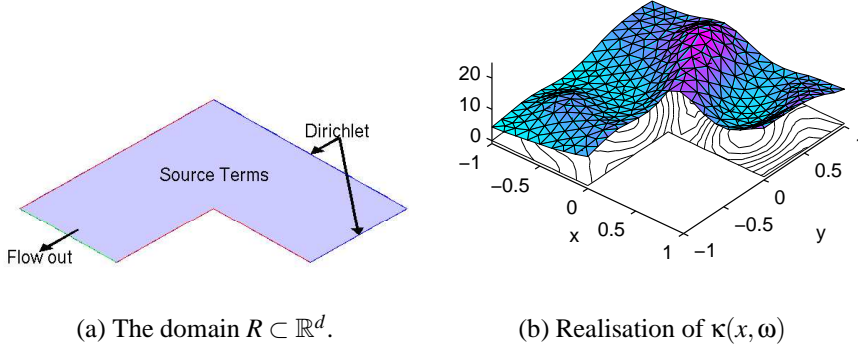 Dirichlet
Source Terms
Flow out
20
10
0
−1
−0.5
0
0.5
1
x
−1
−0.5
0
0.5
y
(a) The domain R ⊂ ℝᵈ.
(b) Realisation of κ(x, ω)